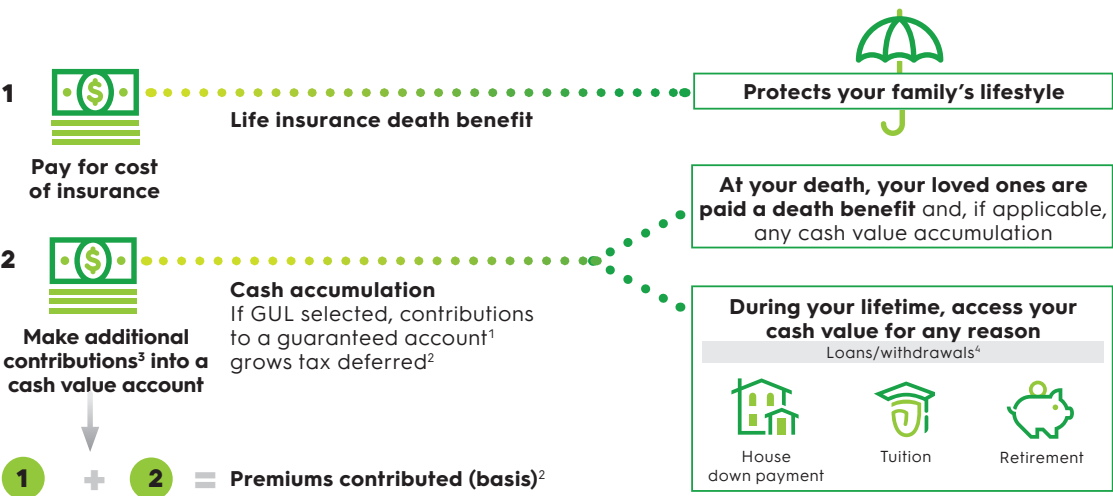 1
$
Life insurance death benefit
Protects your family’s lifestyle
Pay for cost
of insurance
2
$
Make additional
contributions³ into a
cash value account
Cash accumulation
If GUL selected, contributions
to a guaranteed account¹
grows tax deferred²
At your death, your loved ones are
paid a death benefit and, if applicable,
any cash value accumulation
During your lifetime, access your
cash value for any reason
Loans/withdrawals⁴
House
down payment
Tuition
Retirement
1 + 2 = Premiums contributed (basis)²